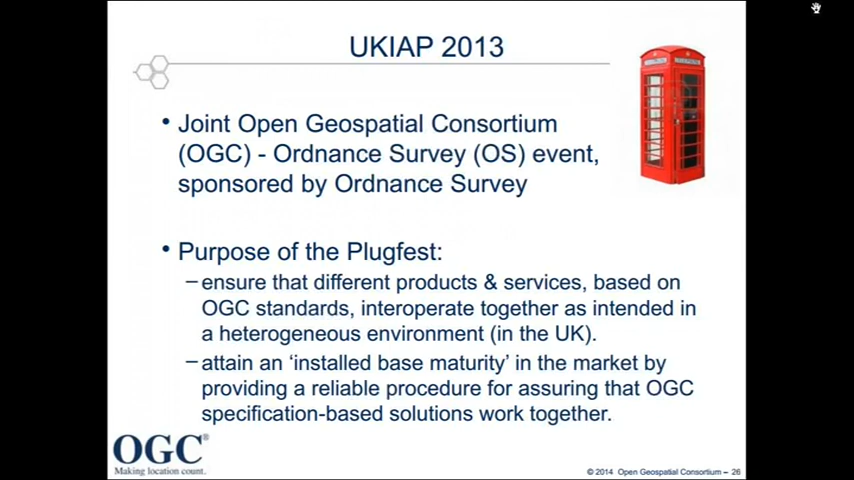 UKIAP 2013
• Joint Open Geospatial Consortium
(OGC) - Ordnance Survey (OS) event,
sponsored by Ordnance Survey
• Purpose of the Plugfest:
–ensure that different products & services, based on
OGC standards, interoperate together as intended in
a heterogeneous environment (in the UK).
–attain an ‘installed base maturity’ in the market by
providing a reliable procedure for assuring that OGC
specification-based solutions work together.
OGC®
Making location count.
© 2014 Open Geospatial Consortium – 26